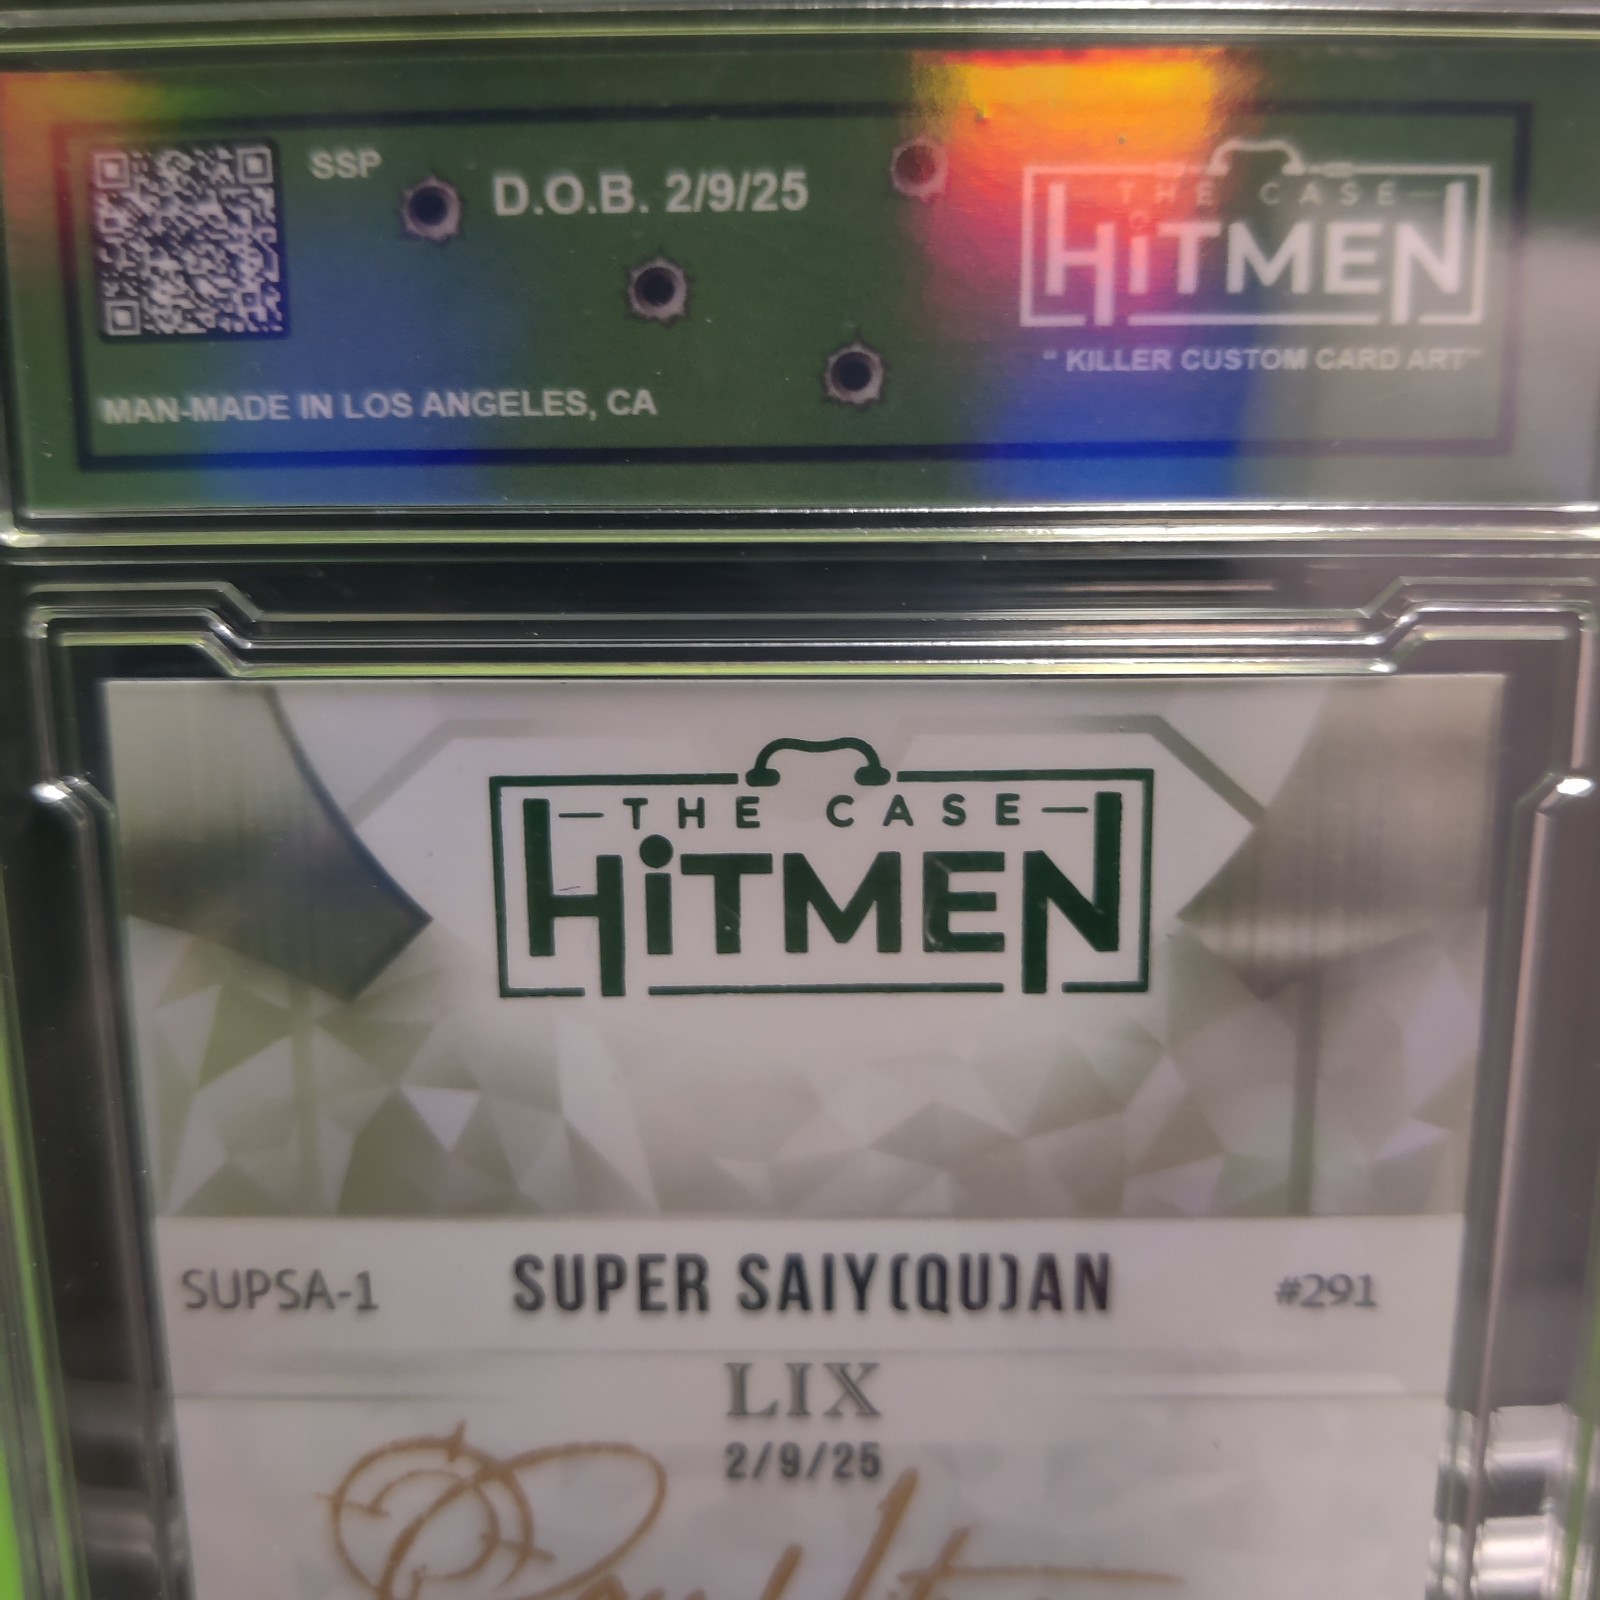 SSP
D.O.B. 2/9/25
THE CASE
HiTMEN
" KILLER CUSTOM CARD ART"
MAN-MADE IN LOS ANGELES, CA
THE CASE
HiTMEN
SUPSA-1 SUPER SAIY(QU)AN #291
LIX
2/9/25